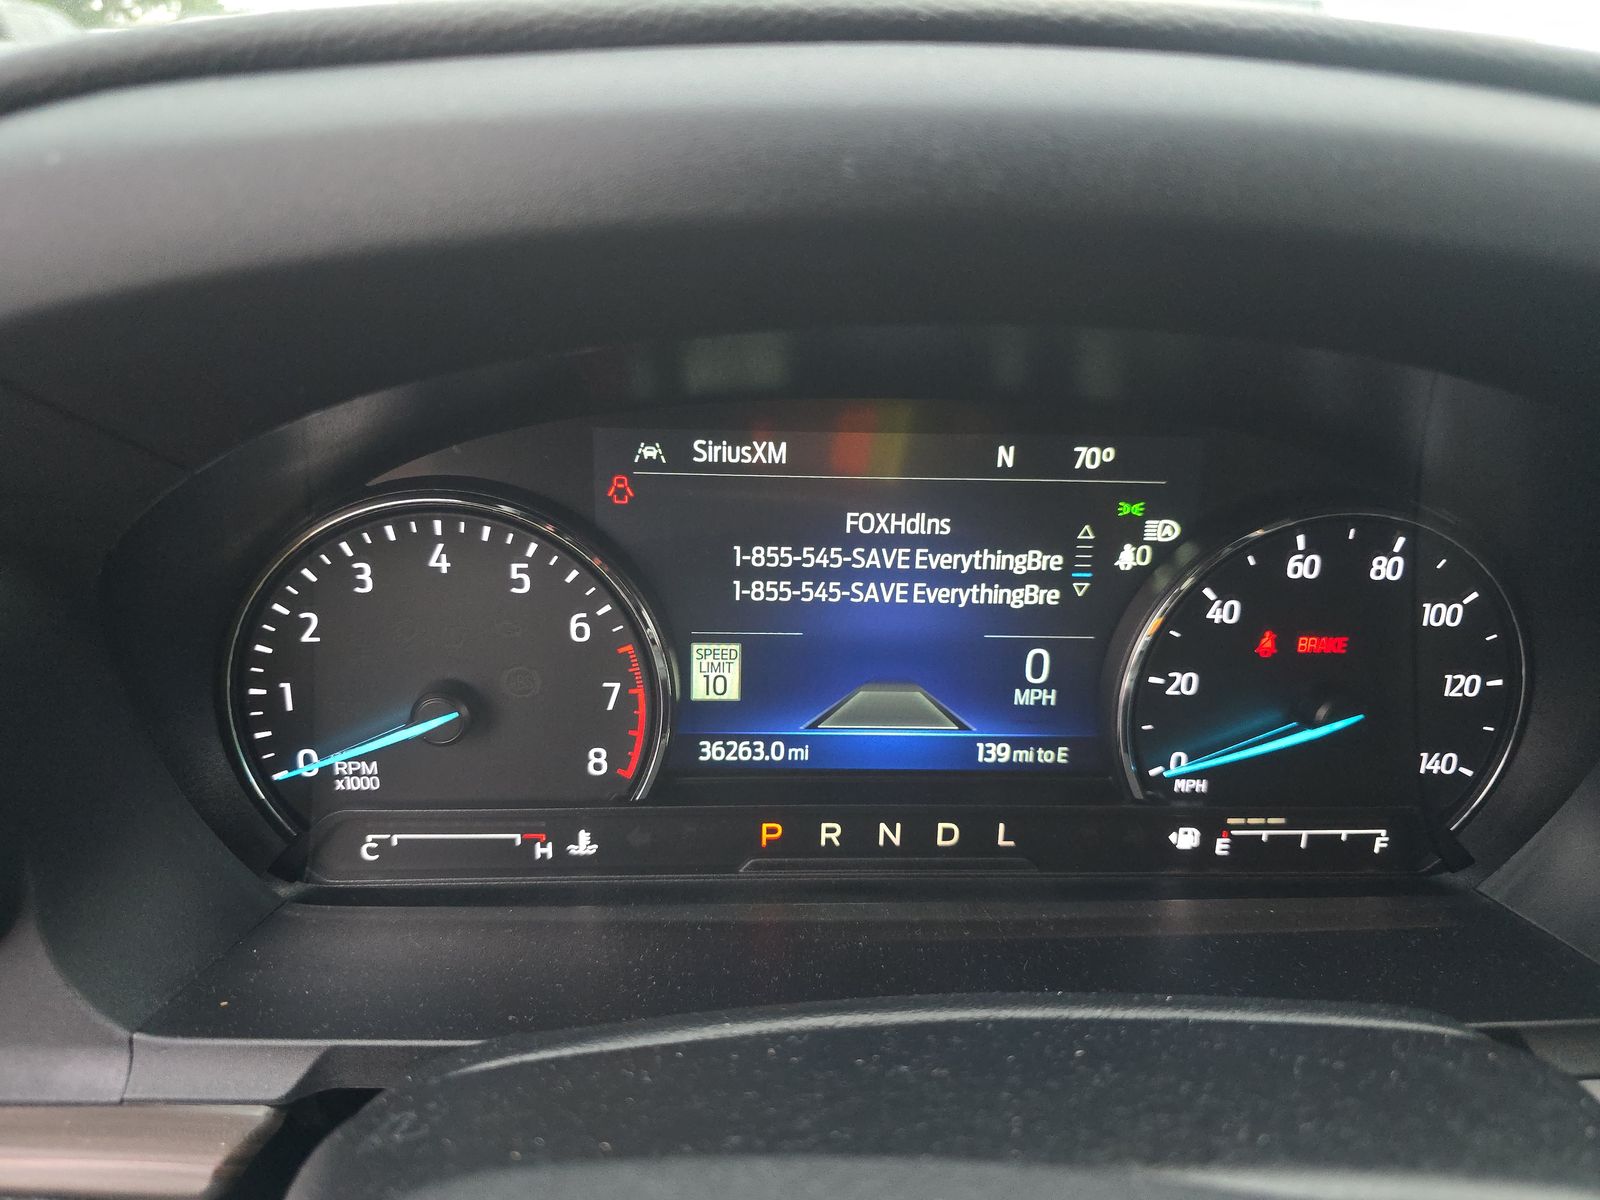 SiriusXM N 70º
FOXHdlns
1-855-545-SAVE EverythingBre
1-855-545-SAVE EverythingBre
SPEED
LIMIT
10
0
MPH
36263.0 mi 139 mi to E
0 1 2 3 4 5 6 7 8
RPM
x1000
0 20 40 60 80 100 120 140
MPH
BRAKE
C H
P R N D L
E F